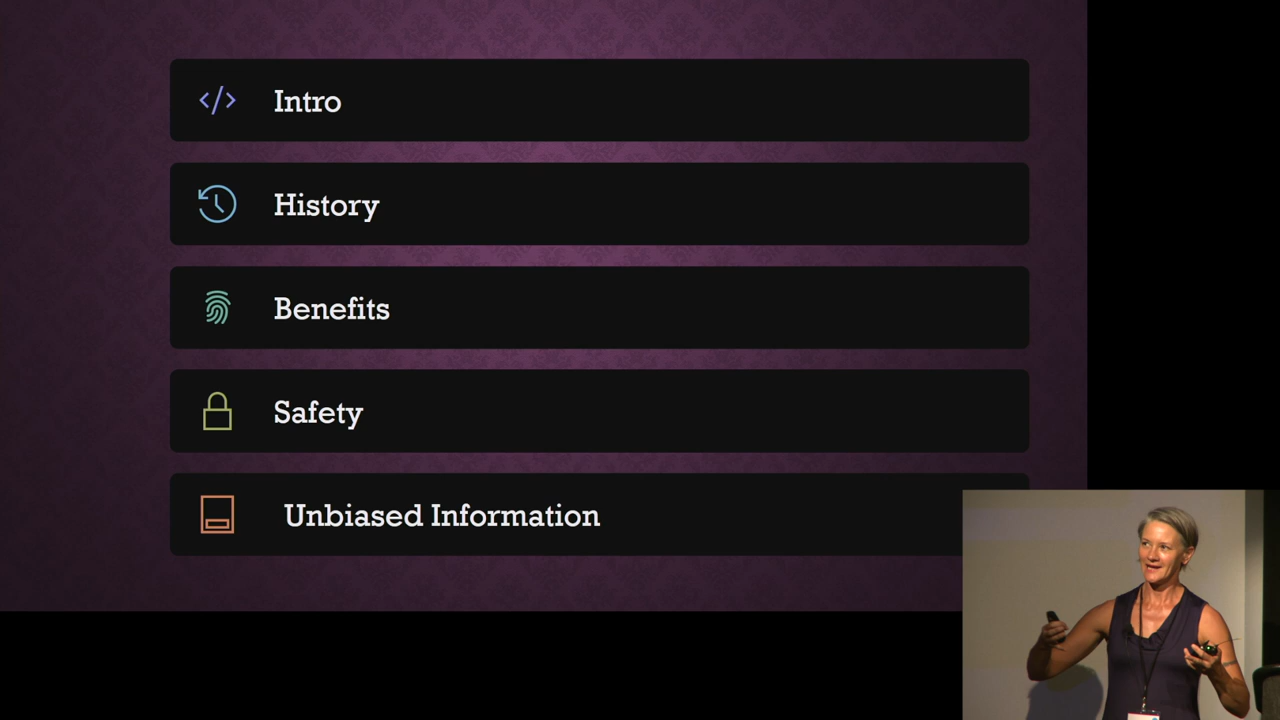 Intro
History
Benefits
Safety
Unbiased Information